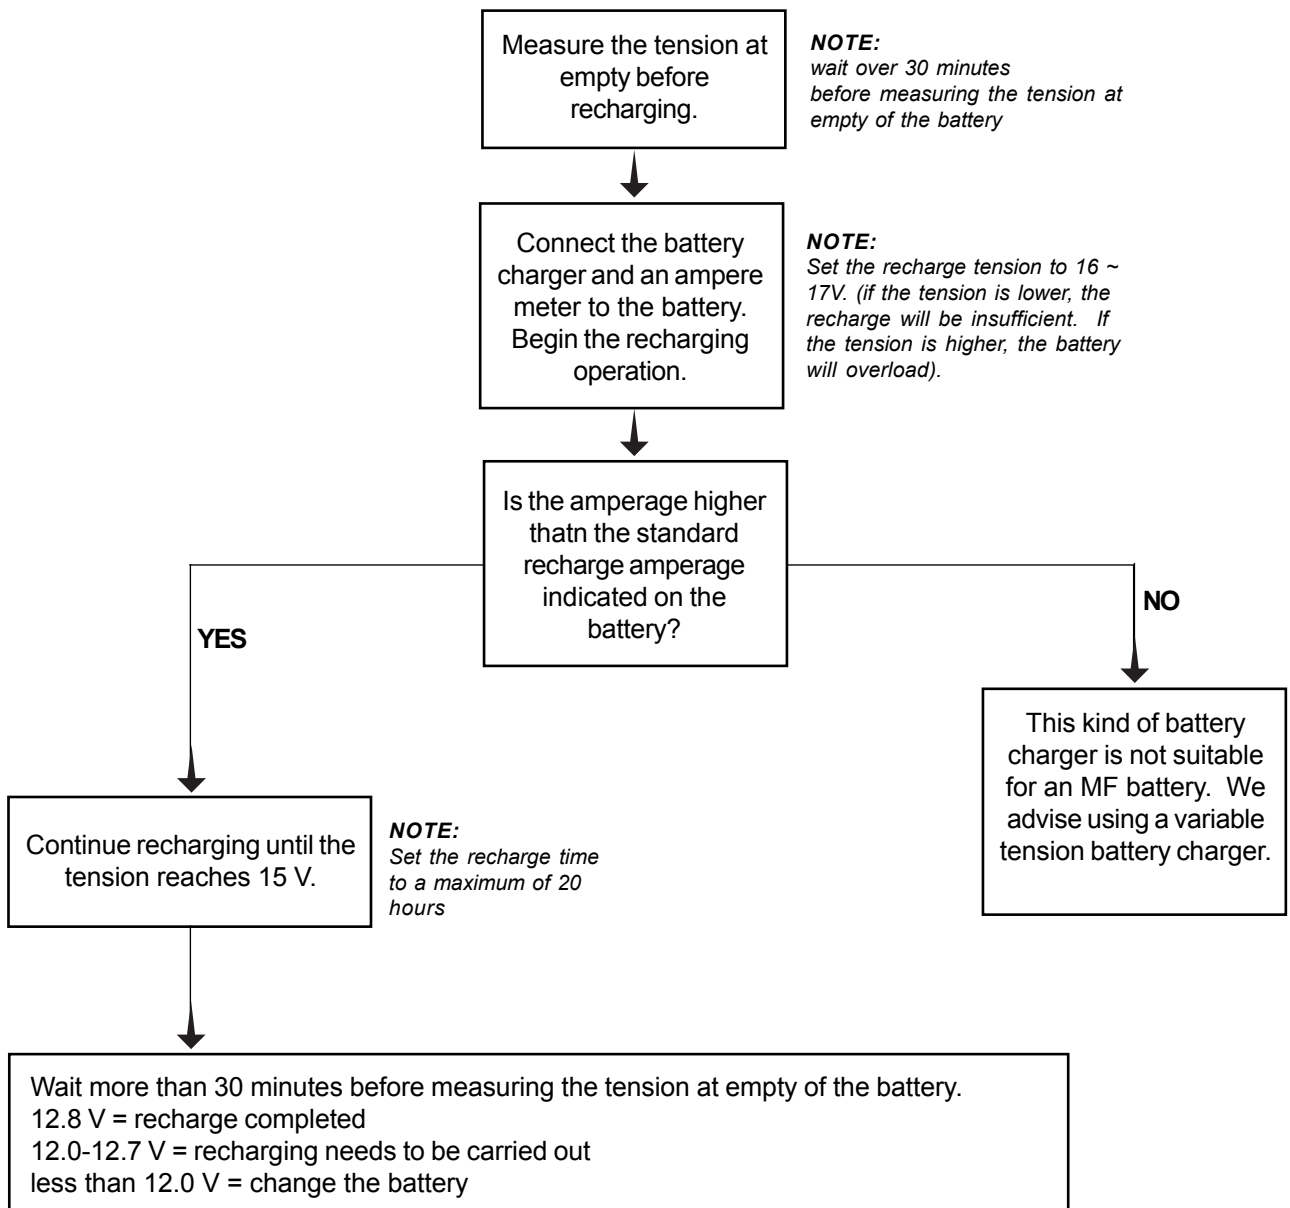 Measure the tension at
empty before
recharging.
NOTE:
wait over 30 minutes
before measuring the tension at
empty of the battery
Connect the battery
charger and an ampere
meter to the battery.
Begin the recharging
operation.
NOTE:
Set the recharge tension to 16 ~
17V. (if the tension is lower, the
recharge will be insufficient. If
the tension is higher, the battery
will overload).
Is the amperage higher
thatn the standard
recharge amperage
indicated on the
battery?
YES
NO
This kind of battery
charger is not suitable
for an MF battery. We
advise using a variable
tension battery charger.
Continue recharging until the
tension reaches 15 V.
NOTE:
Set the recharge time
to a maximum of 20
hours
Wait more than 30 minutes before measuring the tension at empty of the battery.
12.8 V = recharge completed
12.0-12.7 V = recharging needs to be carried out
less than 12.0 V = change the battery